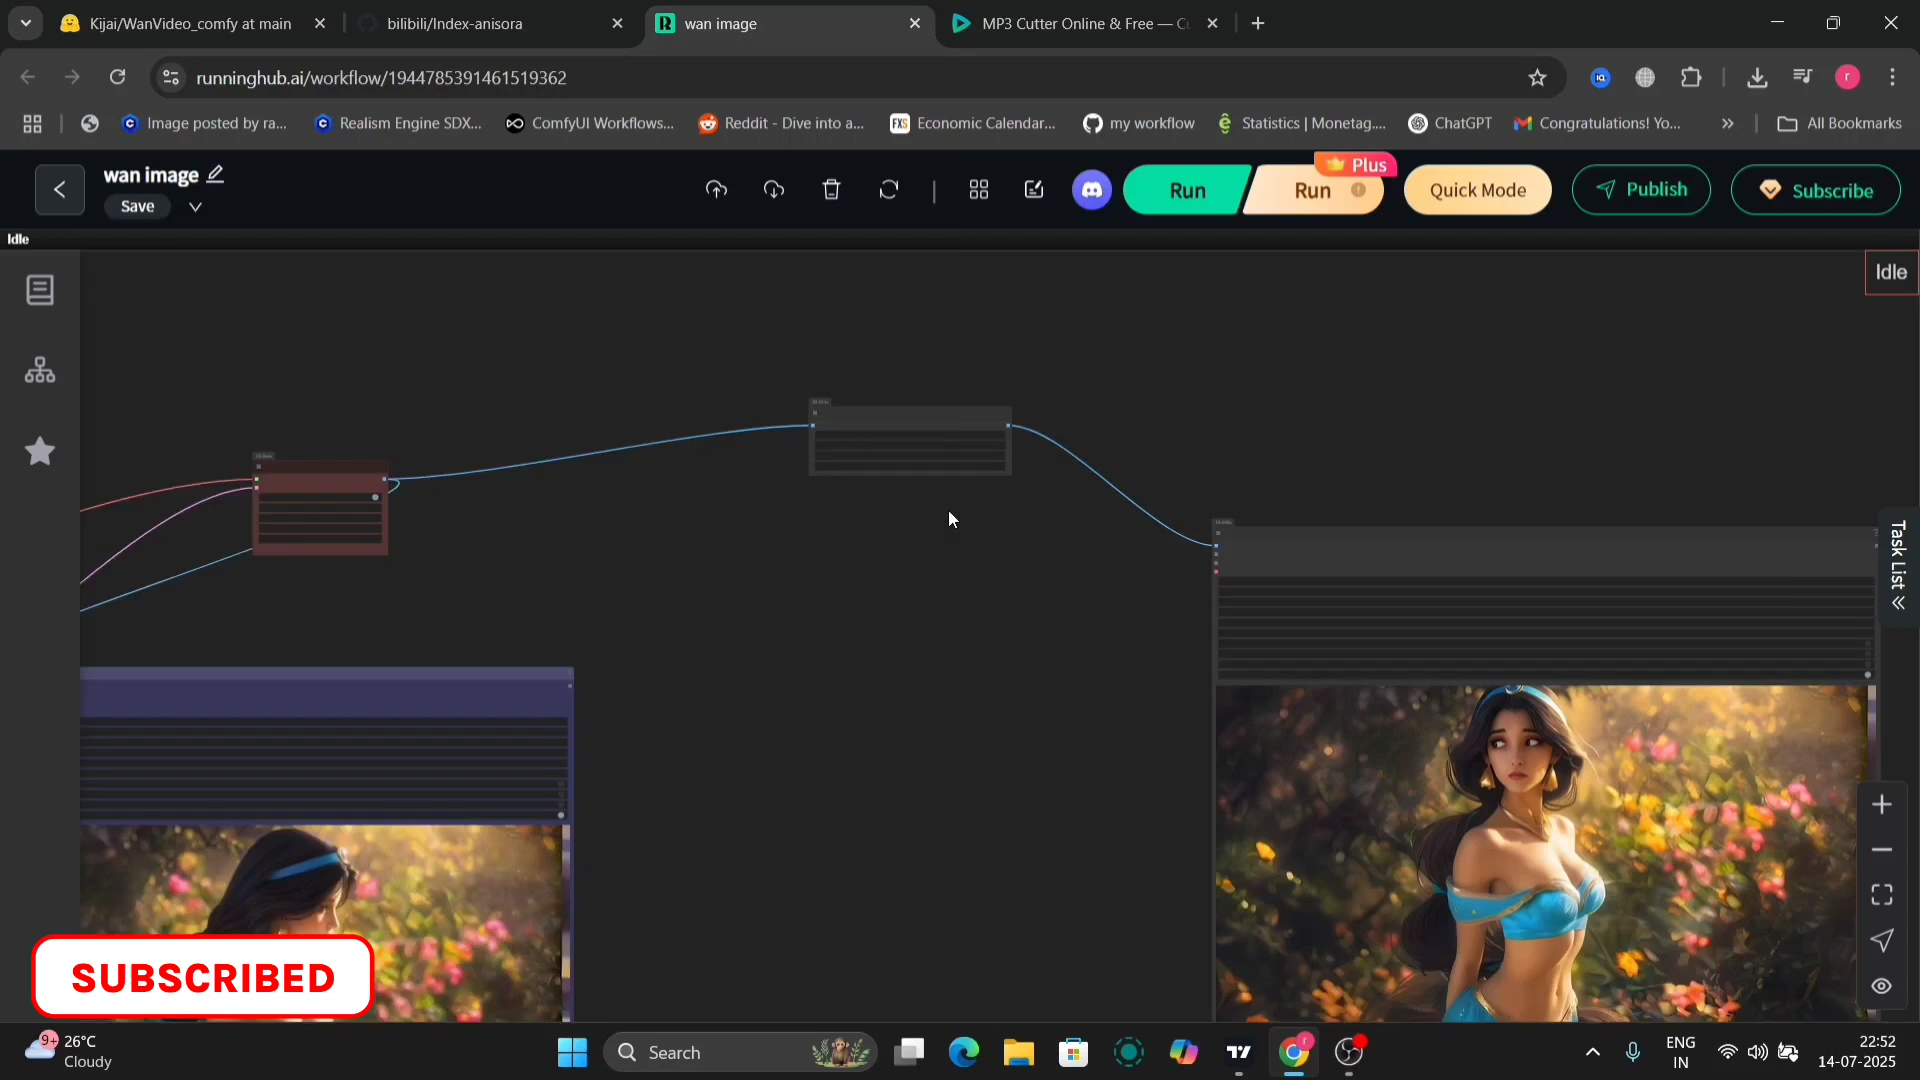 Kijai/WanVideo_comfy at main
bilibili/Index-anisora
wan image
MP3 Cutter Online & Free — C
runninghub.ai/workflow/1944785391461519362
Image posted by ra...
Realism Engine SDX...
ComfyUI Workflows...
Reddit - Dive into a...
FXS
Economic Calendar...
my workflow
Statistics | Monetag....
ChatGPT
Congratulations! Yo...
All Bookmarks
wan image
Save
Run
Run
Plus
Quick Mode
Publish
Subscribe
Idle
Idle
Task List
SUBSCRIBED
9+
26°C
Cloudy
Search
ENG
IN
22:52
14-07-2025